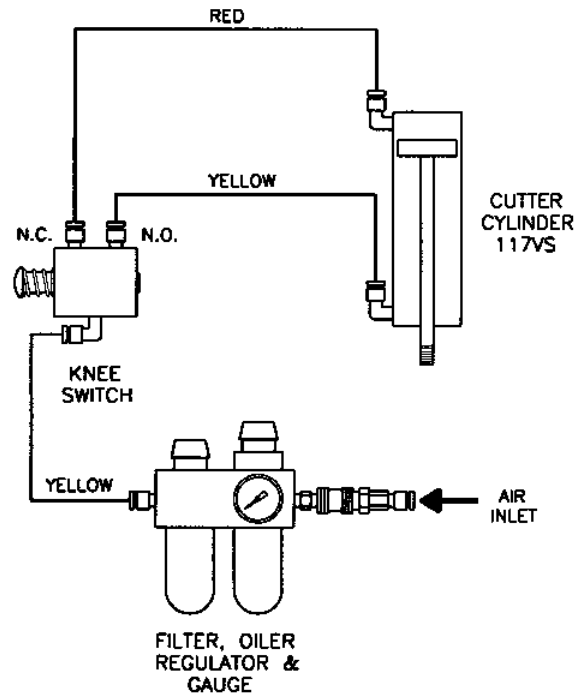 RED
YELLOW
N.C.
N.O.
CUTTER
CYLINDER
117VS
KNEE
SWITCH
YELLOW
AIR
INLET
FILTER, OILER
REGULATOR &
GAUGE